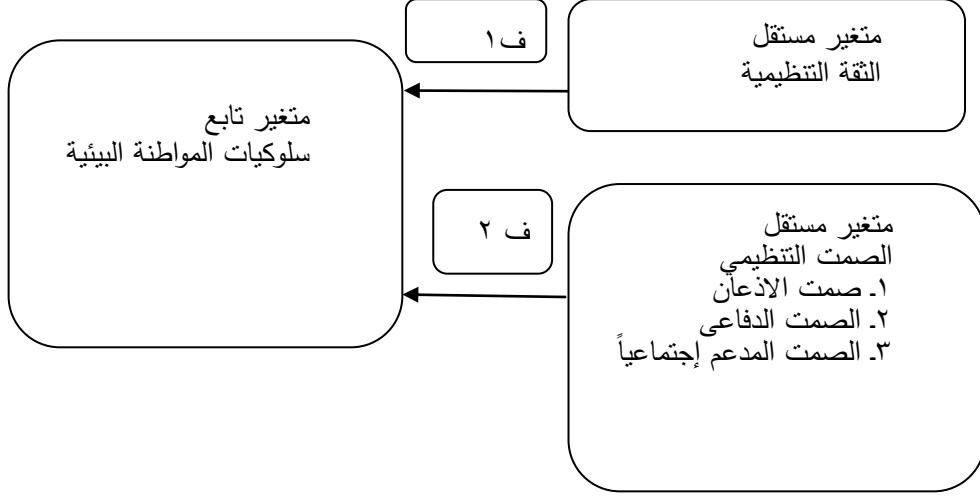 متغير مستقل
الثقة التنظيمية
ف ١
متغير تابع
سلوكيات المواطنة البيئية
ف ٢
متغير مستقل
الصمت التنظيمي
١ـ صمت الاذعان
٢ـ الصمت الدفاعى
٣ـ الصمت المدعم إجتماعياً